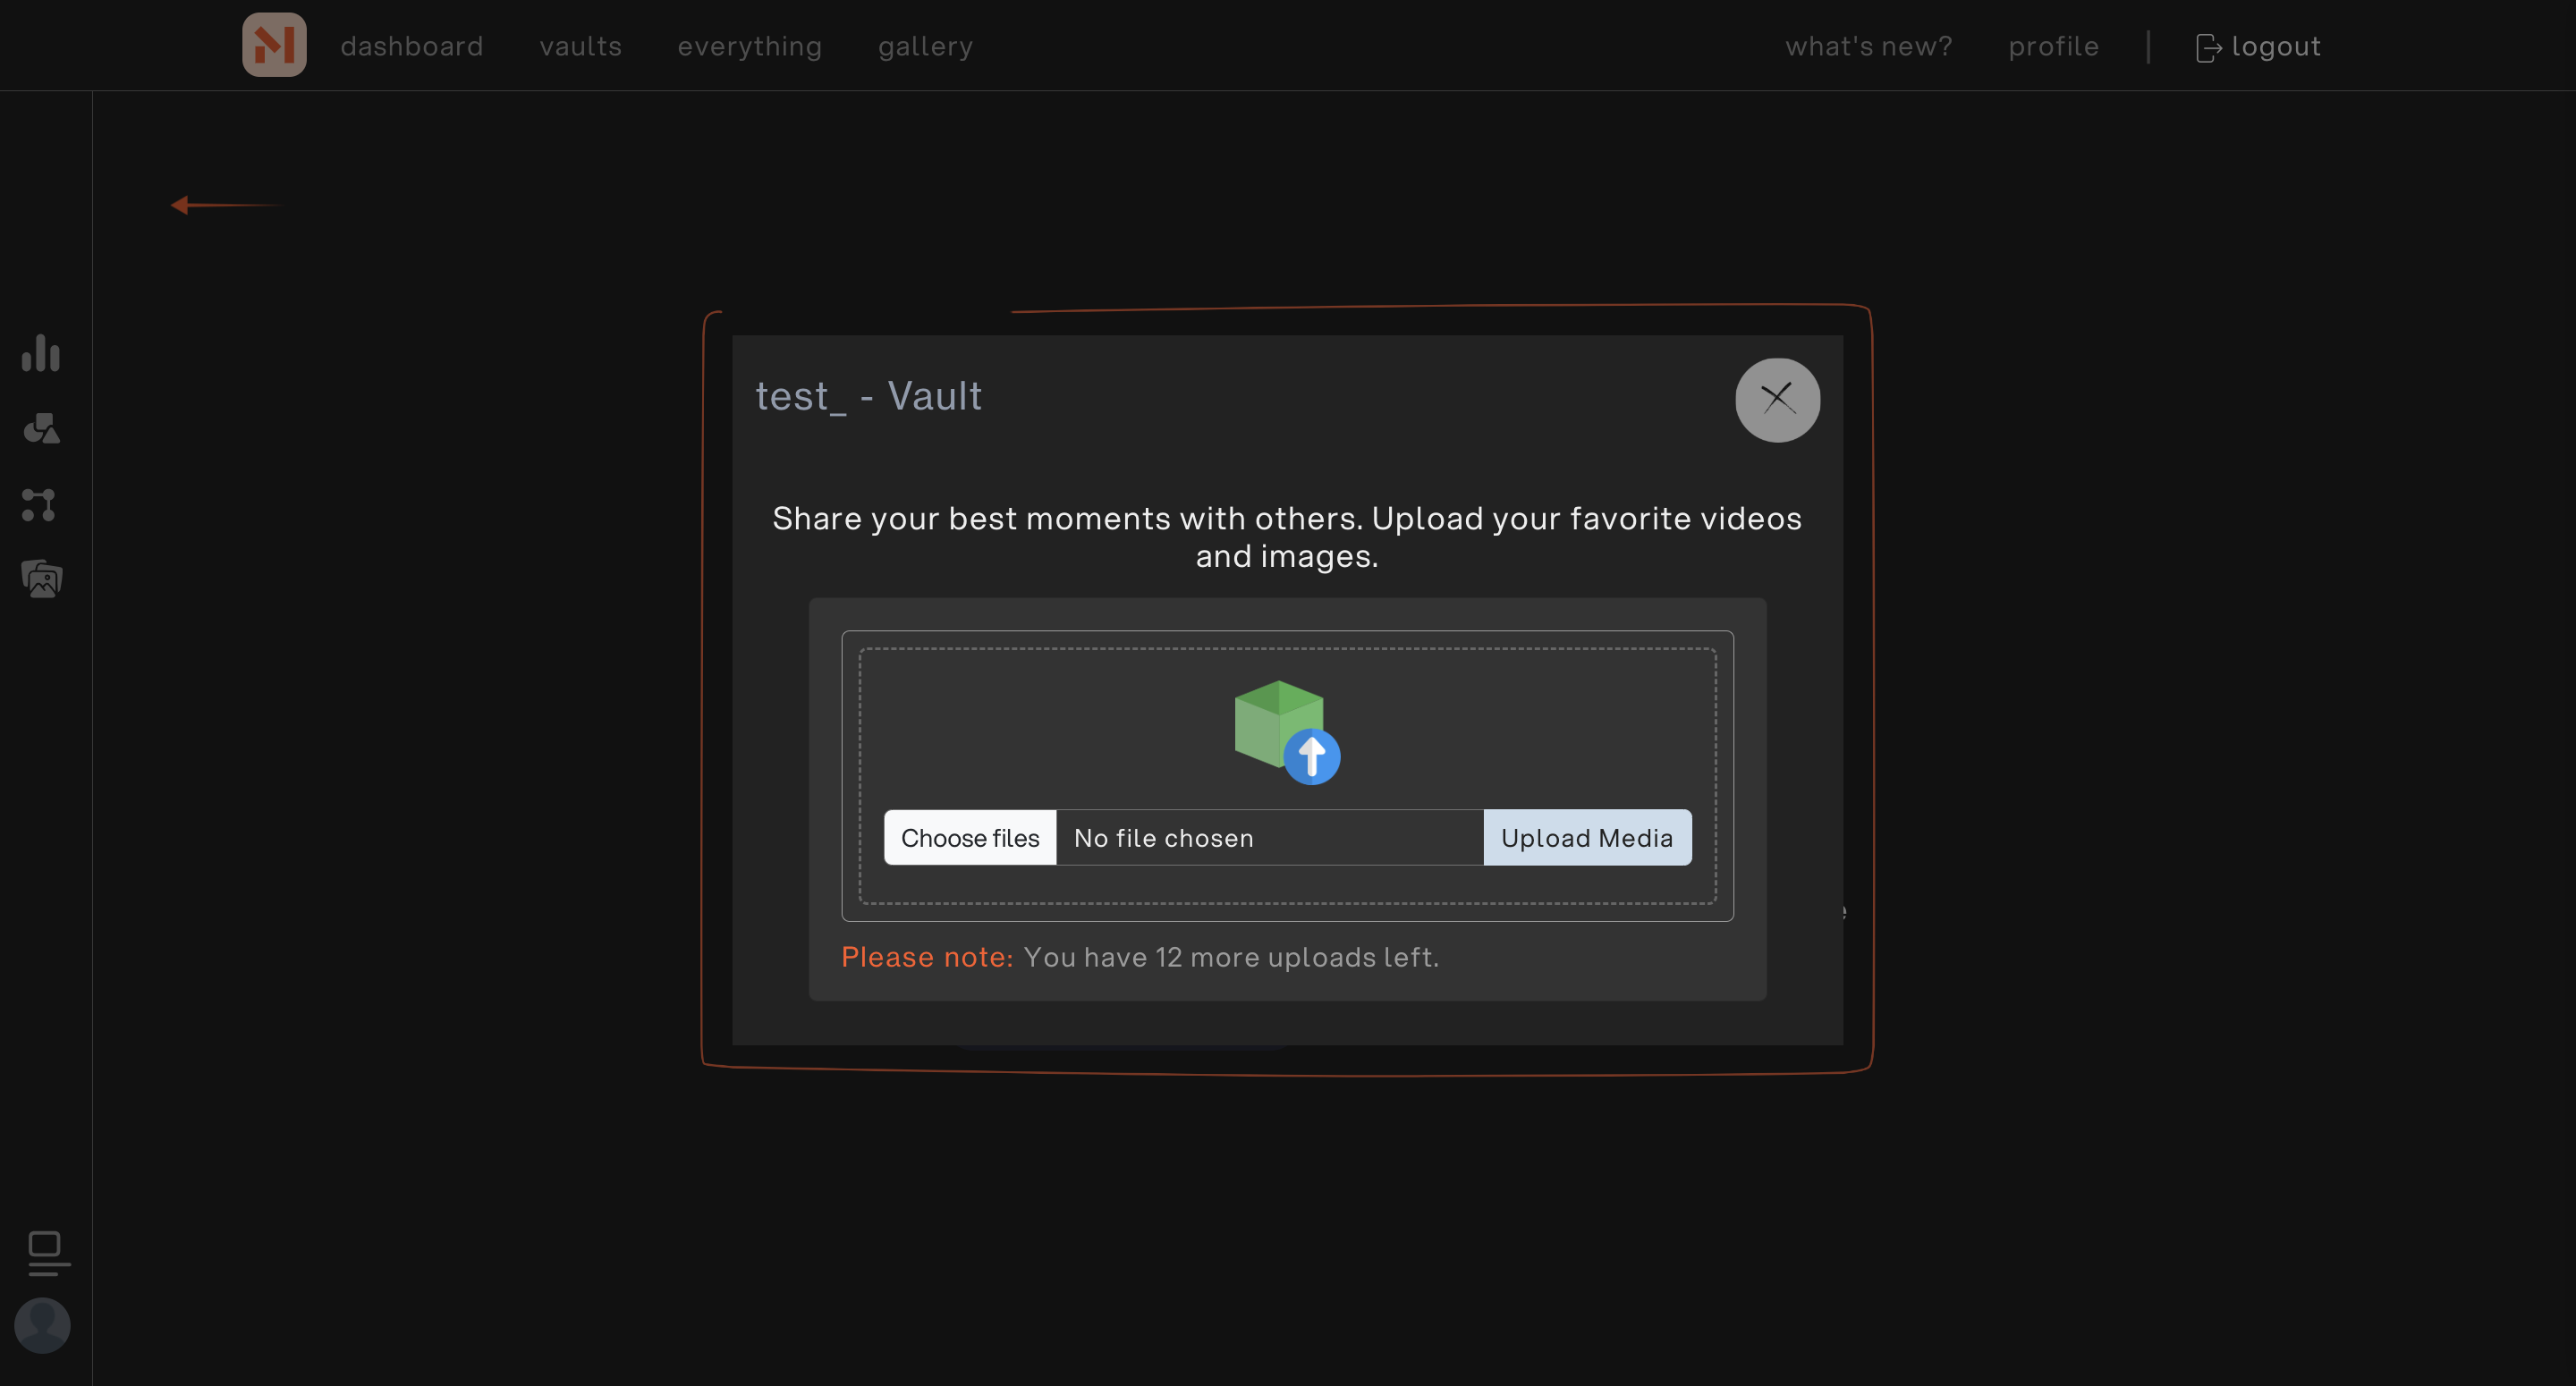 dashboard vaults everything gallery what's new? profile | logout
test_ - Vault
Share your best moments with others. Upload your favorite videos
and images.
Choose files No file chosen Upload Media
Please note: You have 12 more uploads left.